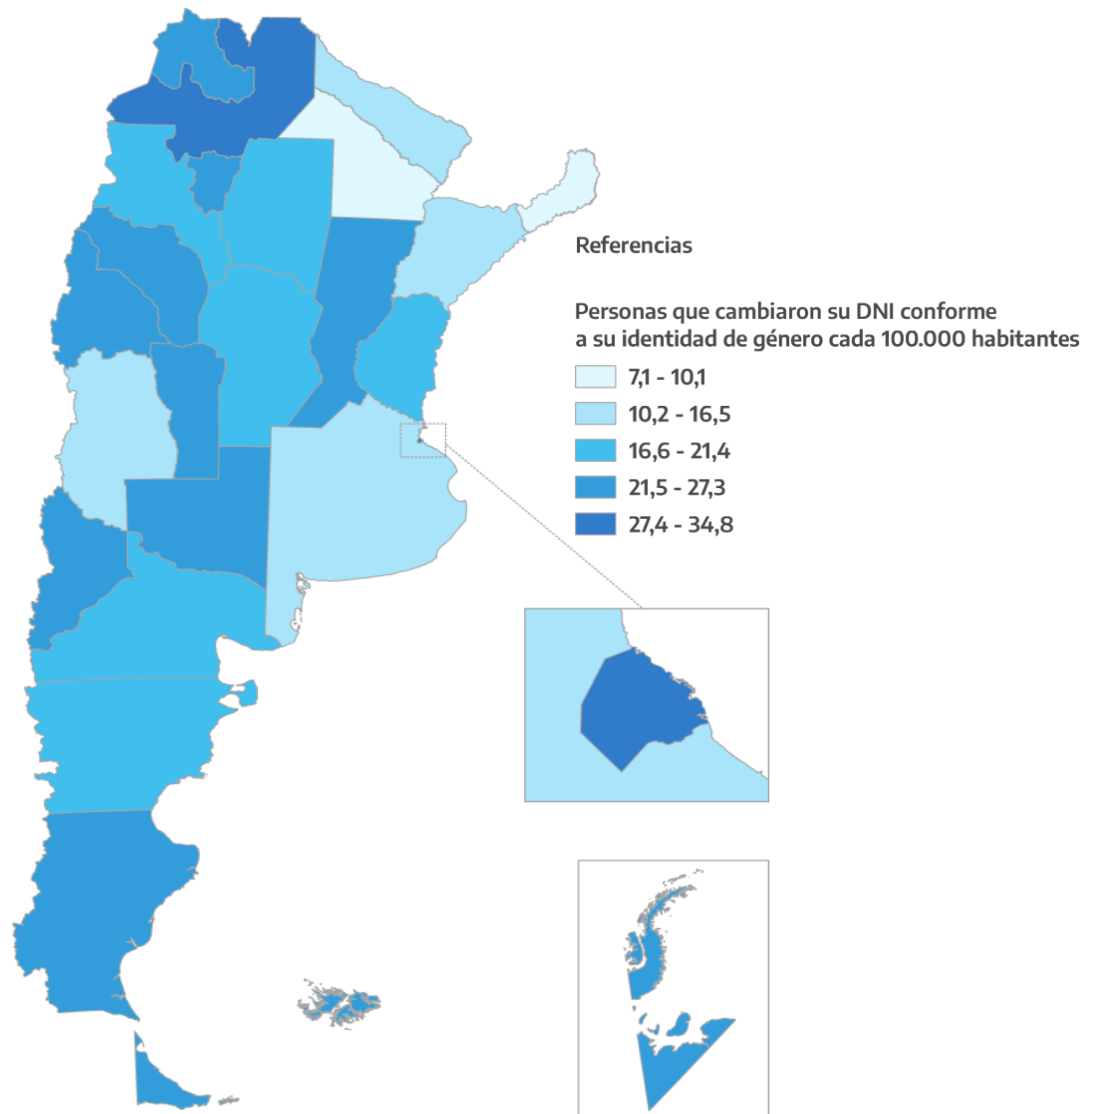 Referencias
Personas que cambiaron su DNI conforme
a su identidad de género cada 100.000 habitantes
7,1 - 10,1
10,2 - 16,5
16,6 - 21,4
21,5 - 27,3
27,4 - 34,8